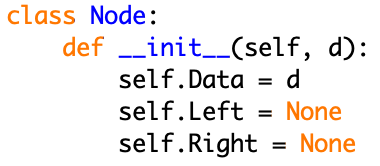 class Node:
    def __init__(self, d):
        self.Data = d
        self.Left = None
        self.Right = None